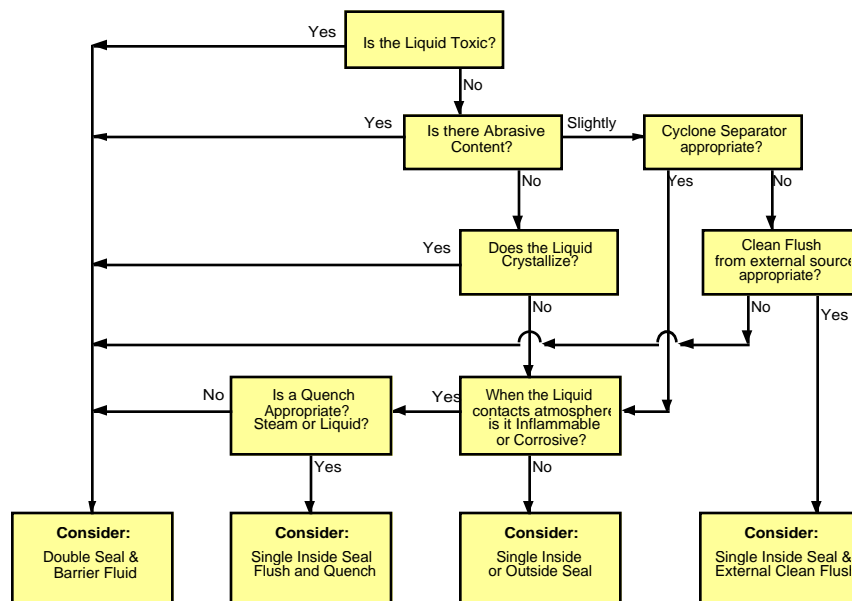 Yes
Is the Liquid Toxic?
No
Yes
Is there Abrasive
Content?
Slightly
Cyclone Separator
appropriate?
No
Yes
No
Yes
Does the Liquid
Crystallize?
Clean Flush
from external source
appropriate?
No
No
Yes
No
Is a Quench
Appropriate?
Steam or Liquid?
Yes
When the Liquid
contacts atmosphere
is it Inflammable
or Corrosive?
Yes
No
Consider:
Double Seal &
Barrier Fluid
Consider:
Single Inside Seal
Flush and Quench
Consider:
Single Inside
or Outside Seal
Consider:
Single Inside Seal &
External Clean Flush